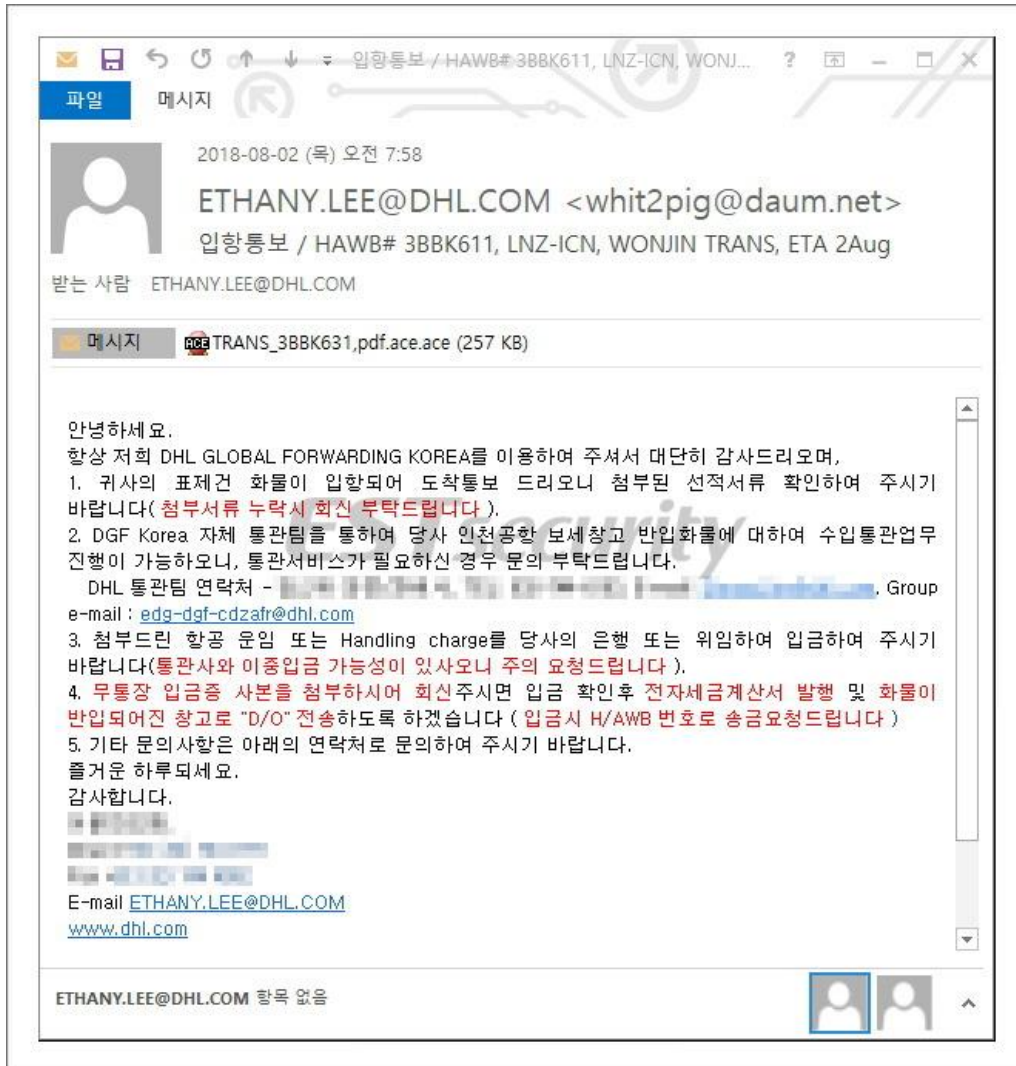 입항통보 / HAWB# 3BBK611, LNZ-ICN, WONJ...
파일 메시지
2018-08-02 (목) 오전 7:58
ETHANY.LEE@DHL.COM <whit2pig@daum.net>
입항통보 / HAWB# 3BBK611, LNZ-ICN, WONJIN TRANS, ETA 2Aug
받는 사람 ETHANY.LEE@DHL.COM
메시지 ACE TRANS_3BBK631,pdf.ace.ace (257 KB)
안녕하세요.
항상 저희 DHL GLOBAL FORWARDING KOREA를 이용하여 주셔서 대단히 감사드리오며,
1. 귀사의 표제건 화물이 입항되어 도착통보 드리오니 첨부된 선적서류 확인하여 주시기
바랍니다( 첨부서류 누락시 회신 부탁드립니다 ).
2. DGF Korea 자체 통관팀을 통하여 당사 인천공항 보세창고 반입화물에 대하여 수입통관업무
진행이 가능하오니, 통관서비스가 필요하신 경우 문의 부탁드립니다.
DHL 통관팀 연락처 - , Group
e-mail : edg-dgf-cdzafr@dhl.com
3. 첨부드린 항공 운임 또는 Handling charge를 당사의 은행 또는 위임하여 입금하여 주시기
바랍니다(통관사와 이중입금 가능성이 있사오니 주의 요청드립니다 ).
4. 무통장 입금증 사본을 첨부하시어 회신주시면 입금 확인후 전자세금계산서 발행 및 화물이
반입되어진 창고로 "D/O" 전송하도록 하겠습니다 ( 입금시 H/AWB 번호로 송금요청드립니다 )
5. 기타 문의사항은 아래의 연락처로 문의하여 주시기 바랍니다.
즐거운 하루되세요.
감사합니다.
E-mail ETHANY.LEE@DHL.COM
www.dhl.com
ETHANY.LEE@DHL.COM 항목 없음
ESTsecurity